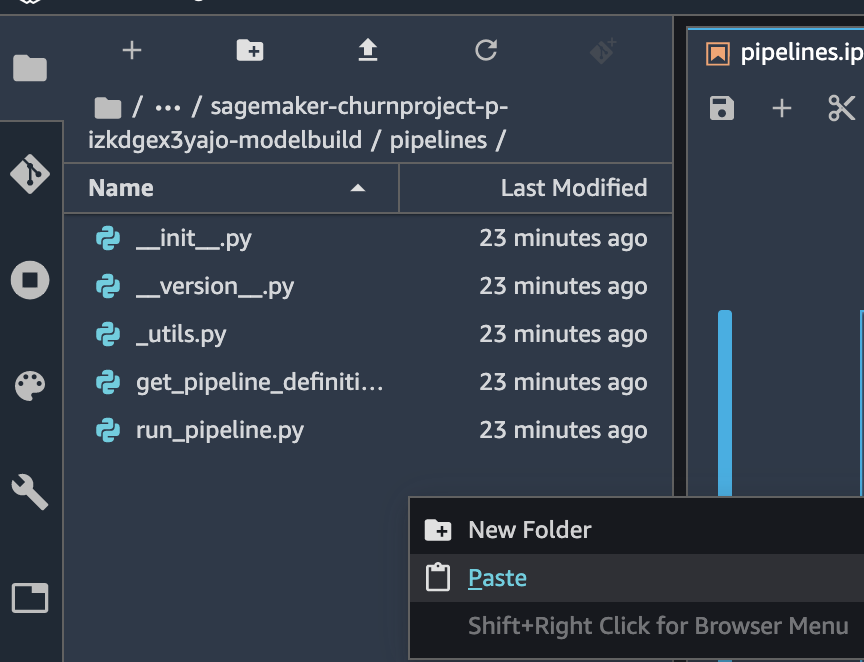 pipelines.ip
/ ... / sagemaker-churnproject-p-
izkdgex3yajo-modelbuild / pipelines /
Name Last Modified
__init__.py 23 minutes ago
__version__.py 23 minutes ago
_utils.py 23 minutes ago
get_pipeline_definiti... 23 minutes ago
run_pipeline.py 23 minutes ago
New Folder
Paste
Shift+Right Click for Browser Menu